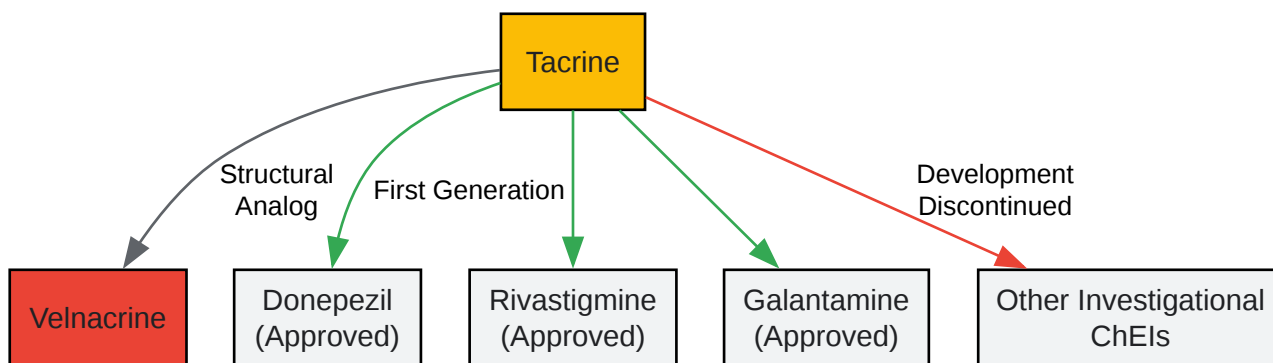 Tacrine
Structural
Analog
First Generation
Development
Discontinued
Velnacrine
Donepezil
(Approved)
Rivastigmine
(Approved)
Galantamine
(Approved)
Other Investigational
ChEIs